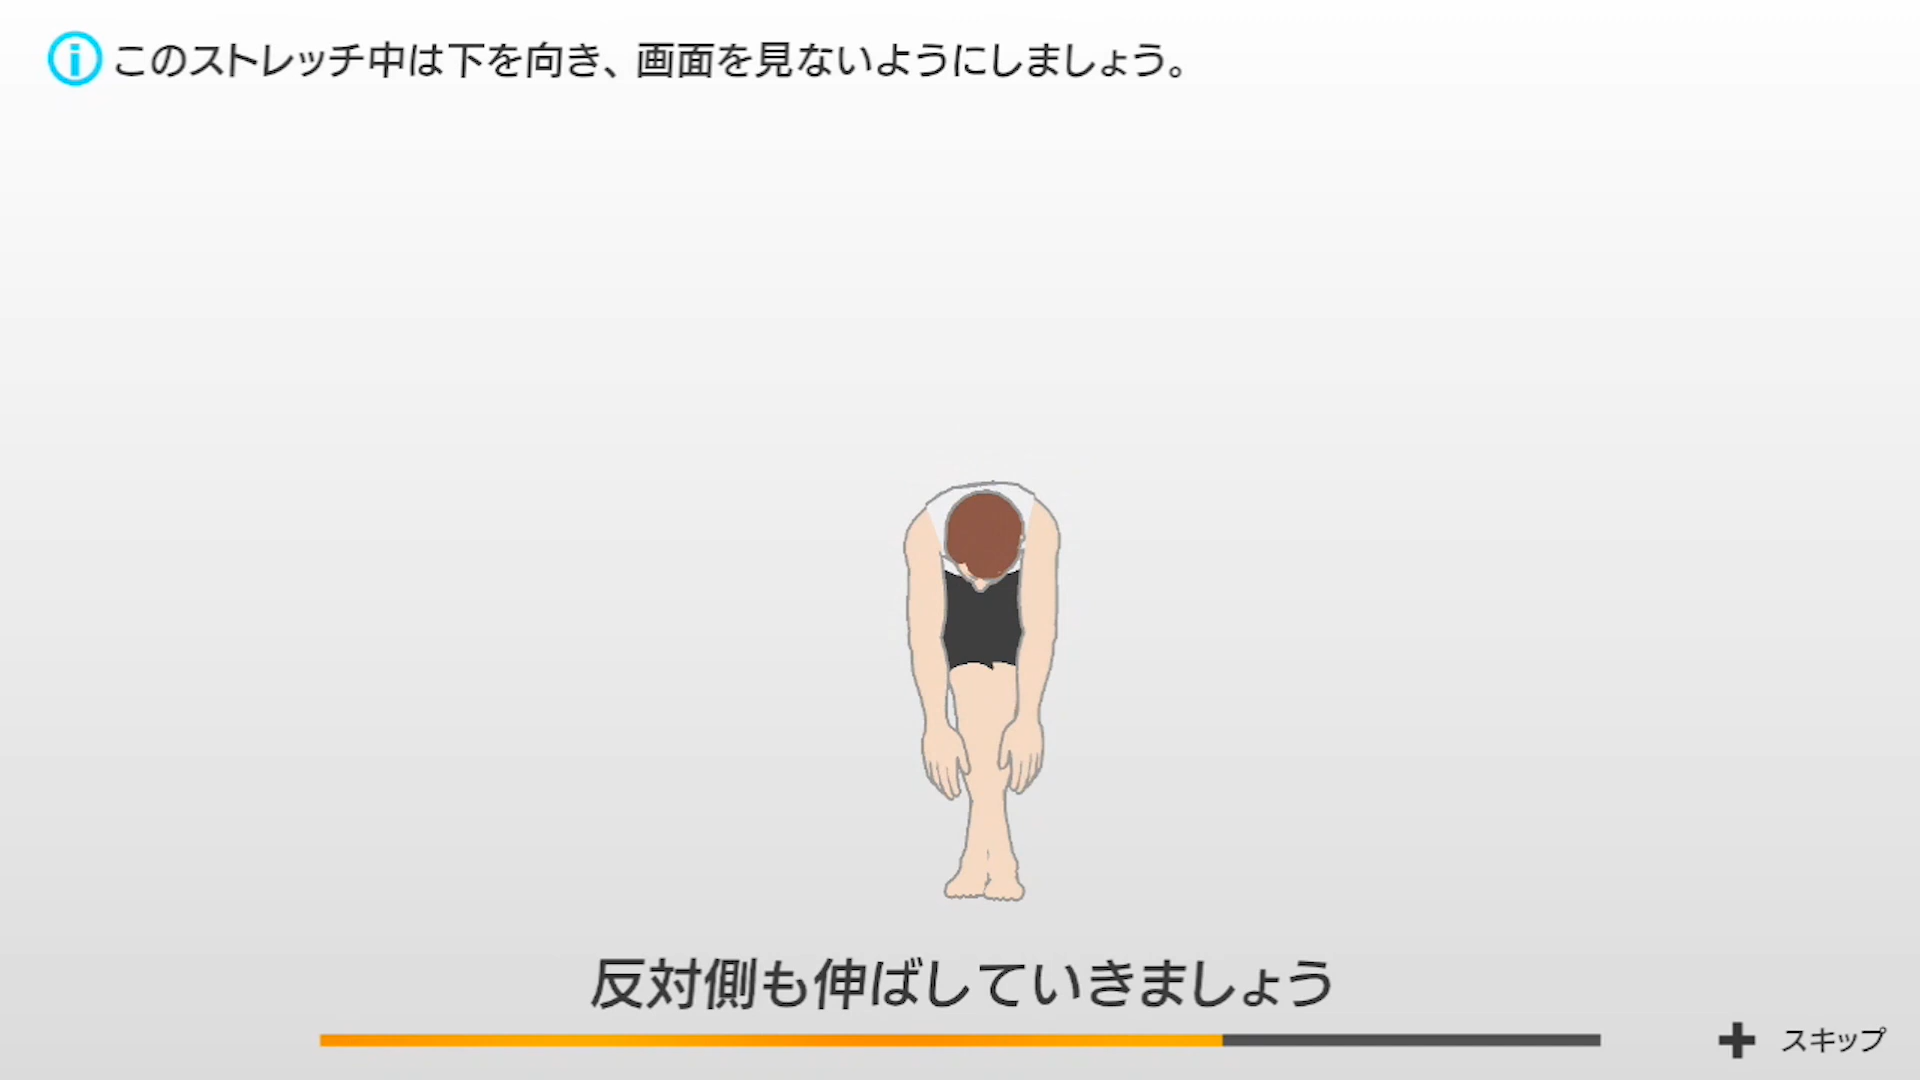 このストレッチ中は下を向き、画面を見ないようにしましょう。
反対側も伸ばしていきましょう
スキップ